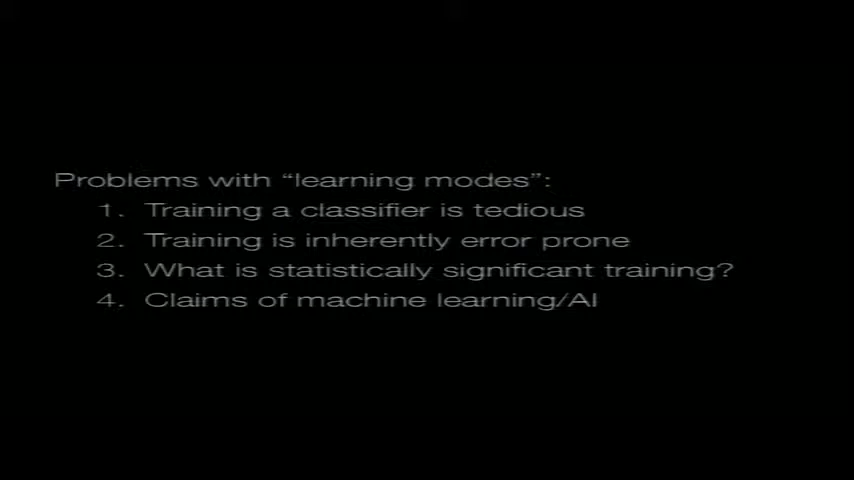 Problems with “learning modes”:
1. Training a classifier is tedious
2. Training is inherently error prone
3. What is statistically significant training?
4. Claims of machine learning/AI